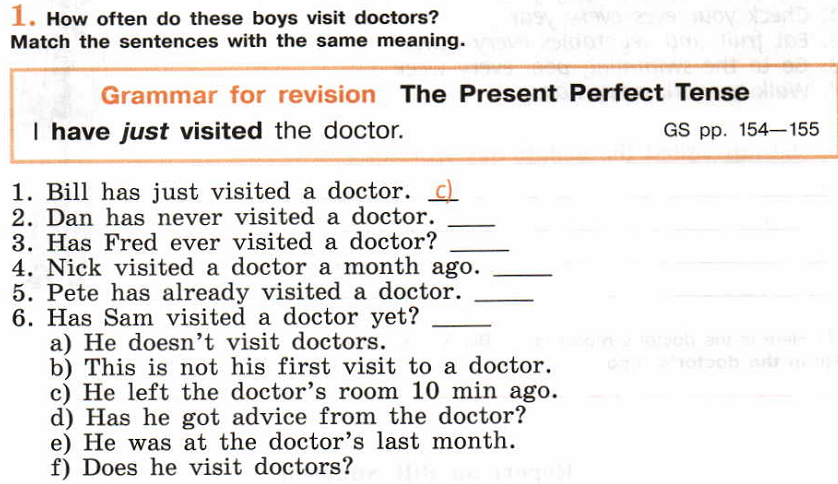 1. How often do these boys visit doctors?
Match the sentences with the same meaning.
Grammar for revision The Present Perfect Tense
I have just visited the doctor. GS pp. 154—155
1. Bill has just visited a doctor. c)
2. Dan has never visited a doctor. ____
3. Has Fred ever visited a doctor? ____
4. Nick visited a doctor a month ago. ____
5. Pete has already visited a doctor. ____
6. Has Sam visited a doctor yet? ____
a) He doesn't visit doctors.
b) This is not his first visit to a doctor.
c) He left the doctor's room 10 min ago.
d) Has he got advice from the doctor?
e) He was at the doctor's last month.
f) Does he visit doctors?